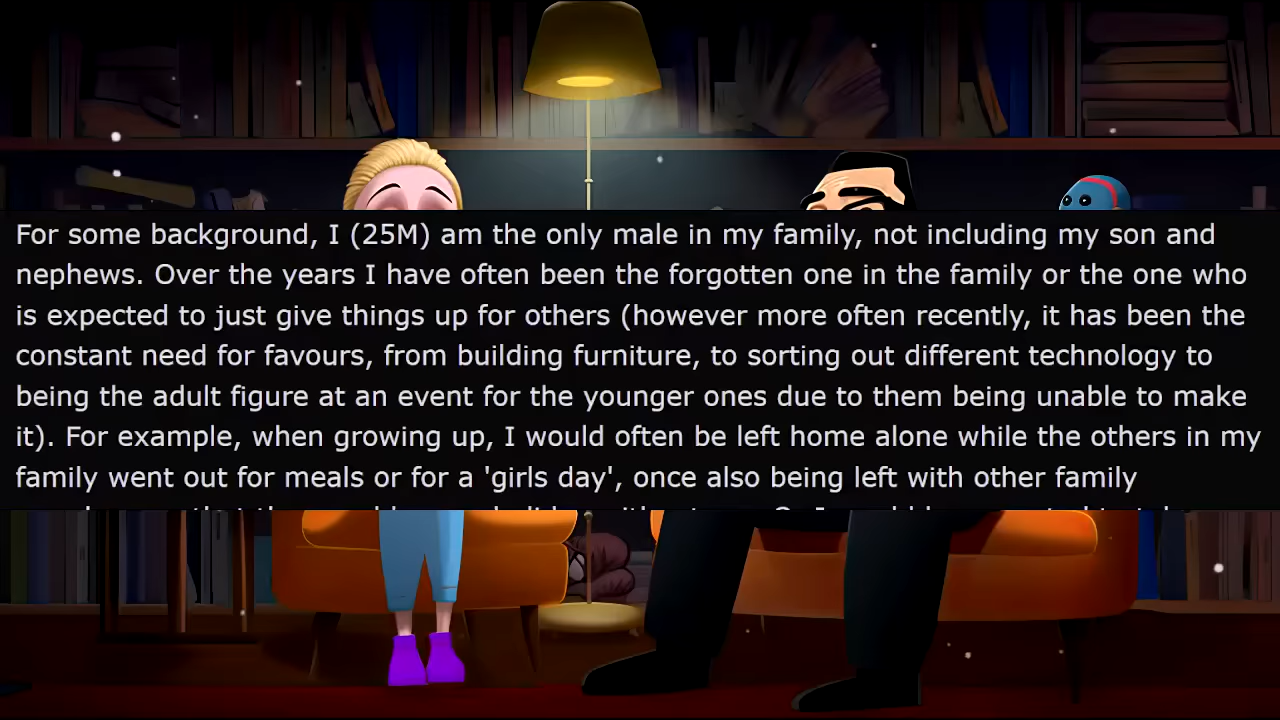 For some background, I (25M) am the only male in my family, not including my son and
nephews. Over the years I have often been the forgotten one in the family or the one who
is expected to just give things up for others (however more often recently, it has been the
constant need for favours, from building furniture, to sorting out different technology to
being the adult figure at an event for the younger ones due to them being unable to make
it). For example, when growing up, I would often be left home alone while the others in my
family went out for meals or for a 'girls day', once also being left with other family